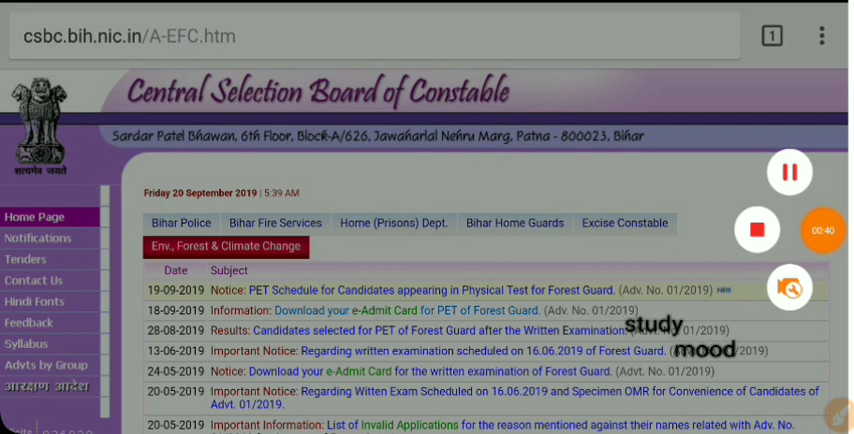 csbc.bih.nic.in/A-EFC.htm
1
Central Selection Board of Constable
Sardar Patel Bhawan, 6th Floor, Block-A/626, Jawaharlal Nehru Marg, Patna - 800023, Bihar
सत्यमेव जयते
Friday 20 September 2019 | 5:39 AM
Home Page
Notifications
Tenders
Contact Us
Hindi Fonts
Feedback
Syllabus
Advts by Group
आरक्षण आदेश
Bihar Police Bihar Fire Services Home (Prisons) Dept. Bihar Home Guards Excise Constable
Env., Forest & Climate Change
Date Subject
19-09-2019 Notice: PET Schedule for Candidates appearing in Physical Test for Forest Guard. (Adv. No. 01/2019) NEW
18-09-2019 Information: Download your e-Admit Card for PET of Forest Guard. (Adv. No. 01/2019)
28-08-2019 Results: Candidates selected for PET of Forest Guard after the Written Examination. 01/2019)
13-06-2019 Important Notice: Regarding written examination scheduled on 16.06.2019 of Forest Guard. /2019)
24-05-2019 Notice: Download your e-Admit Card for the written examination of Forest Guard. (Advt. No. 01/2019)
20-05-2019 Important Notice: Regarding Witten Exam Scheduled on 16.06.2019 and Specimen OMR for Convenience of Candidates of
Advt. 01/2019.
20-05-2019 Important Information: List of Invalid Applications for the reason mentioned against their names related with Adv. No.
study
mood
00:40